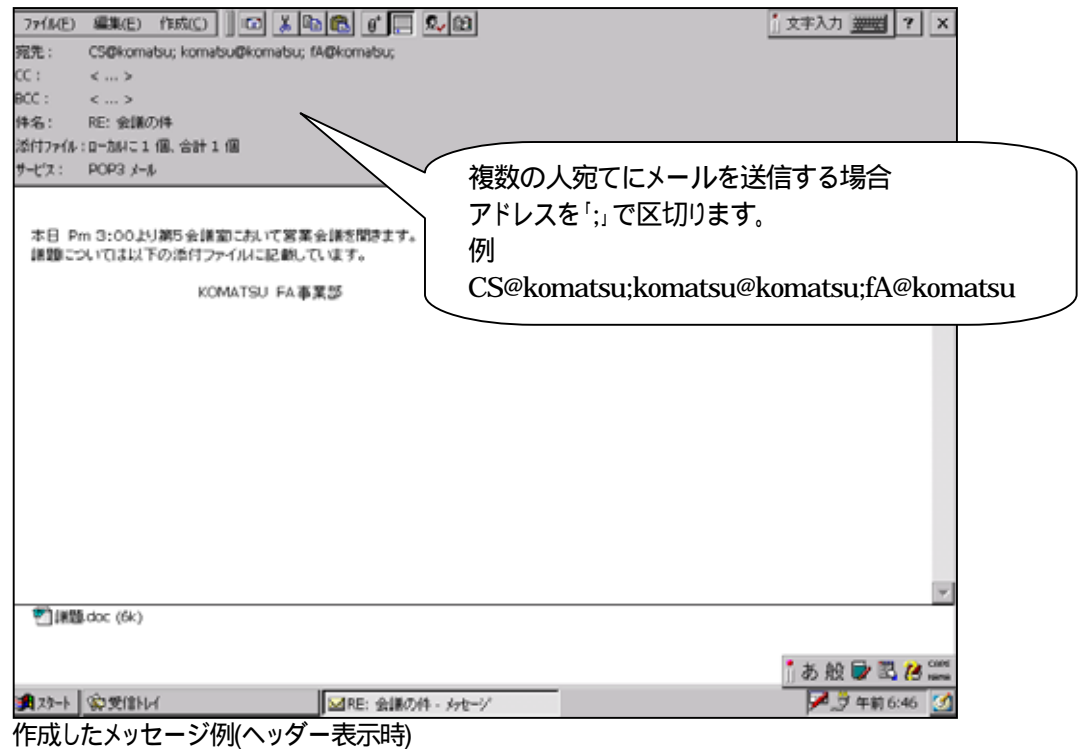 ファイル(F) 編集(E) 作成(C) 文字入力 ? ×
宛先: CS@komatsu; komatsu@komatsu; fA@komatsu;
CC: < ... >
BCC: < ... >
件名: RE: 会議の件
添付ファイル:ローカルに 1 個、合計 1 個
サービス: POP3 メール
複数の人宛てにメールを送信する場合
アドレスを「;」で区切ります。
例
CS@komatsu;komatsu@komatsu;fA@komatsu
本日 Pm 3:00より第5会議室において営業会議を開きます。
課題については以下の添付ファイルに記載しています。
KOMATSU FA事業部
課題.doc (6k)
あ 般 CAPS KANA
スタート 受信トレイ RE: 会議の件 - メッセージ 午前 6:46
作成したメッセージ例(ヘッダー表示時)